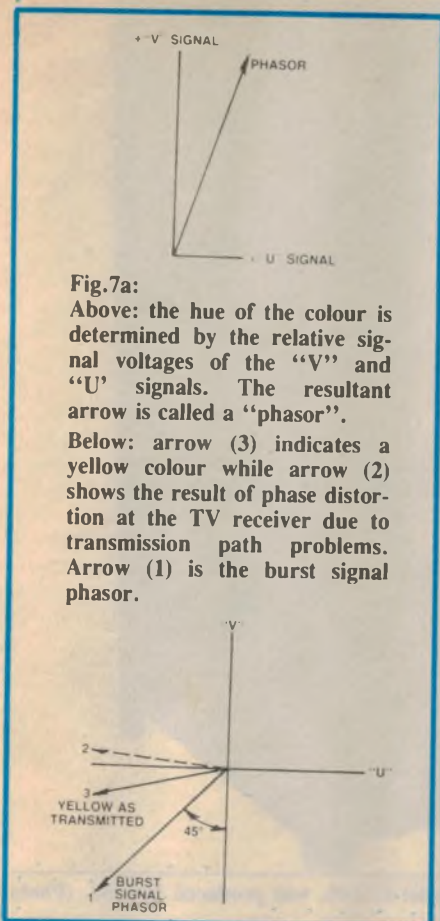 + "V" SIGNAL
PHASOR
U SIGNAL
Fig.7a:
Above: the hue of the colour is
determined by the relative sig-
nal voltages of the “V” and
“U’ signals. The resultant
arrow is called a “phasor”.
Below: arrow (3) indicates a
yellow colour while arrow (2)
shows the result of phase distor-
tion at the TV receiver due to
transmission path problems.
Arrow (1) is the burst signal
phasor.
"V"
2
"U"
3
YELLOW AS
TRANSMITTED
45°
1
BURST
SIGNAL
PHASOR